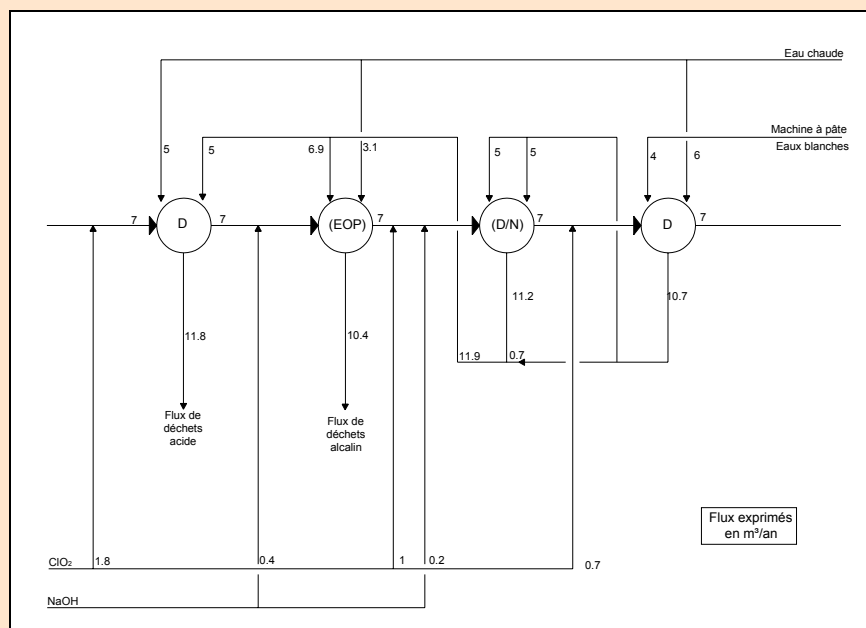 Eau chaude
Machine à pâte
Eaux blanches
5
5
6.9
3.1
5
5
4
6
7
D
7
(EOP)
7
(D/N)
7
D
7
11.8
10.4
11.2
10.7
11.9
0.7
Flux de
déchets
acide
Flux de
déchets
alcalin
Flux exprimés
en m³/an
ClO₂
1.8
0.4
1
0.2
0.7
NaOH